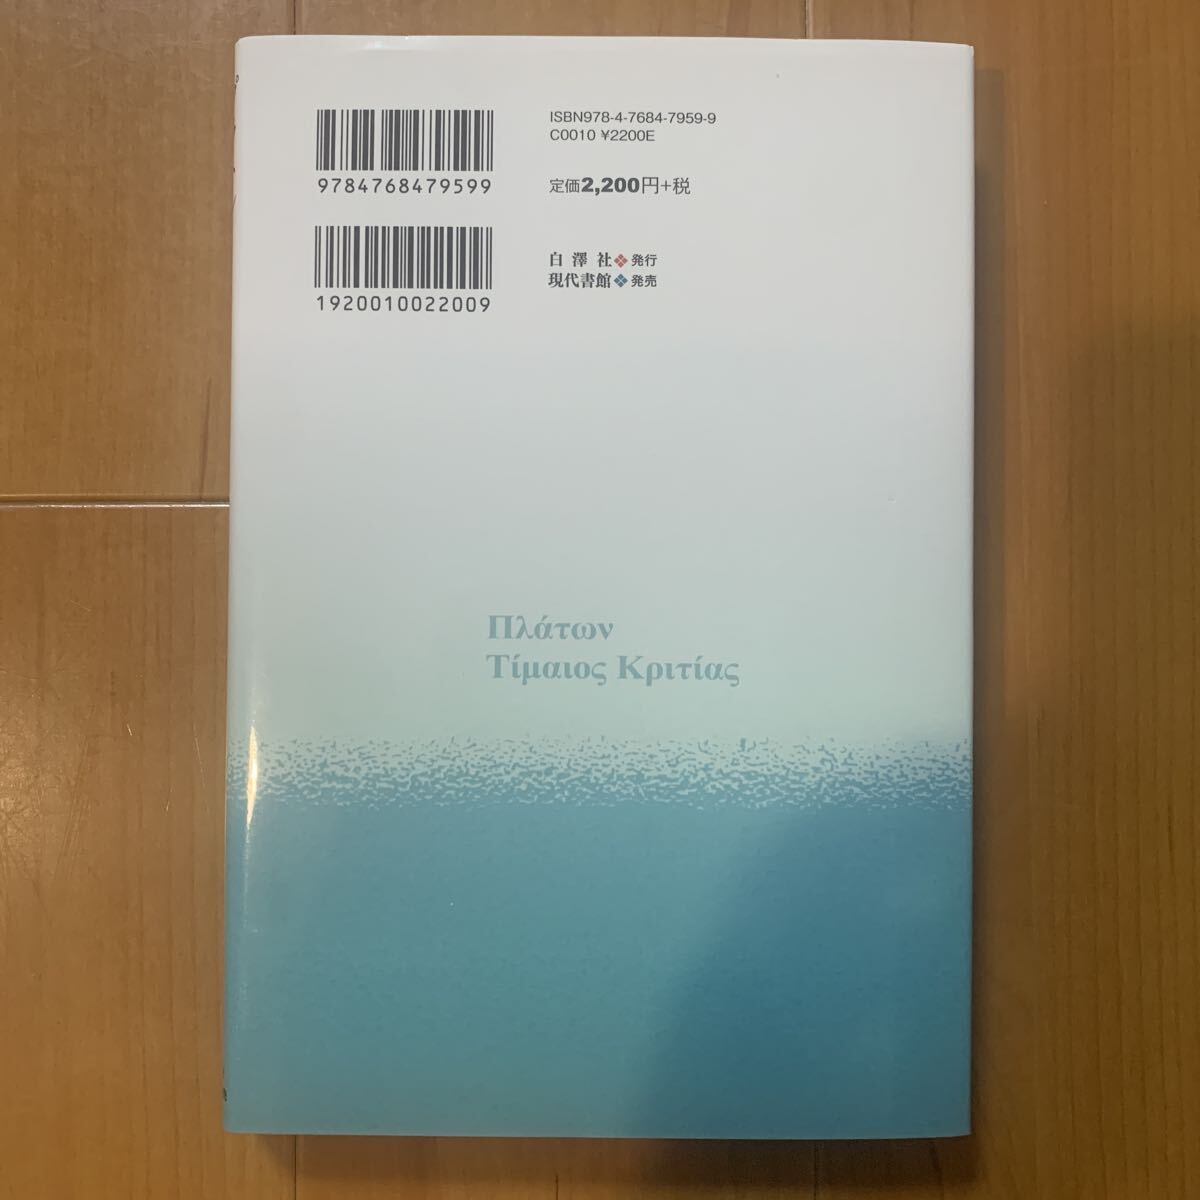 ISBN978-4-7684-7959-9
C0010 ¥2200E
9784768479599
定価2,200円+税
1920010022009
白澤社❖発行
現代書館❖発売
Πλάτων
Τίμαιος Κριτίας